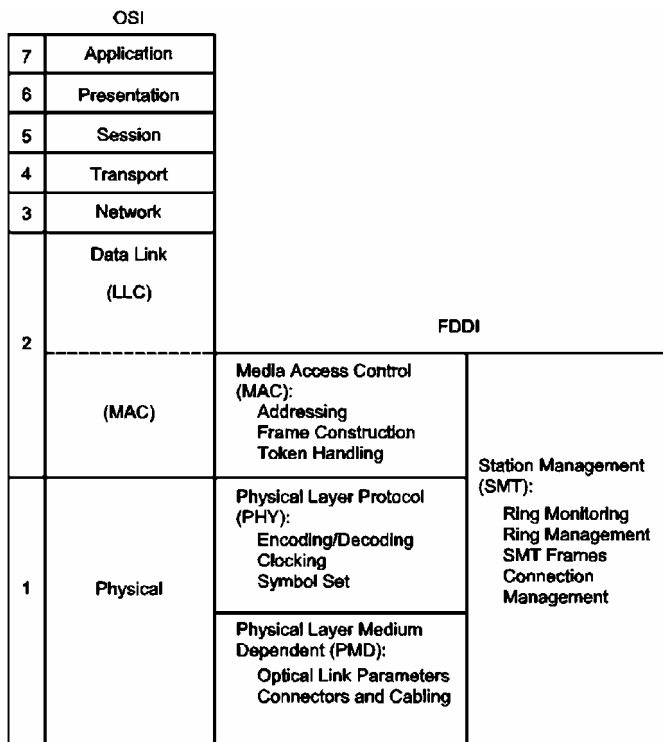 OSI
7 Application
6 Presentation
5 Session
4 Transport
3 Network
2
Data Link
(LLC)
(MAC)
1
Physical
FDDI
Media Access Control
(MAC):
Addressing
Frame Construction
Token Handling
Physical Layer Protocol
(PHY):
Encoding/Decoding
Clocking
Symbol Set
Physical Layer Medium
Dependent (PMD):
Optical Link Parameters
Connectors and Cabling
Station Management
(SMT):
Ring Monitoring
Ring Management
SMT Frames
Connection
Management